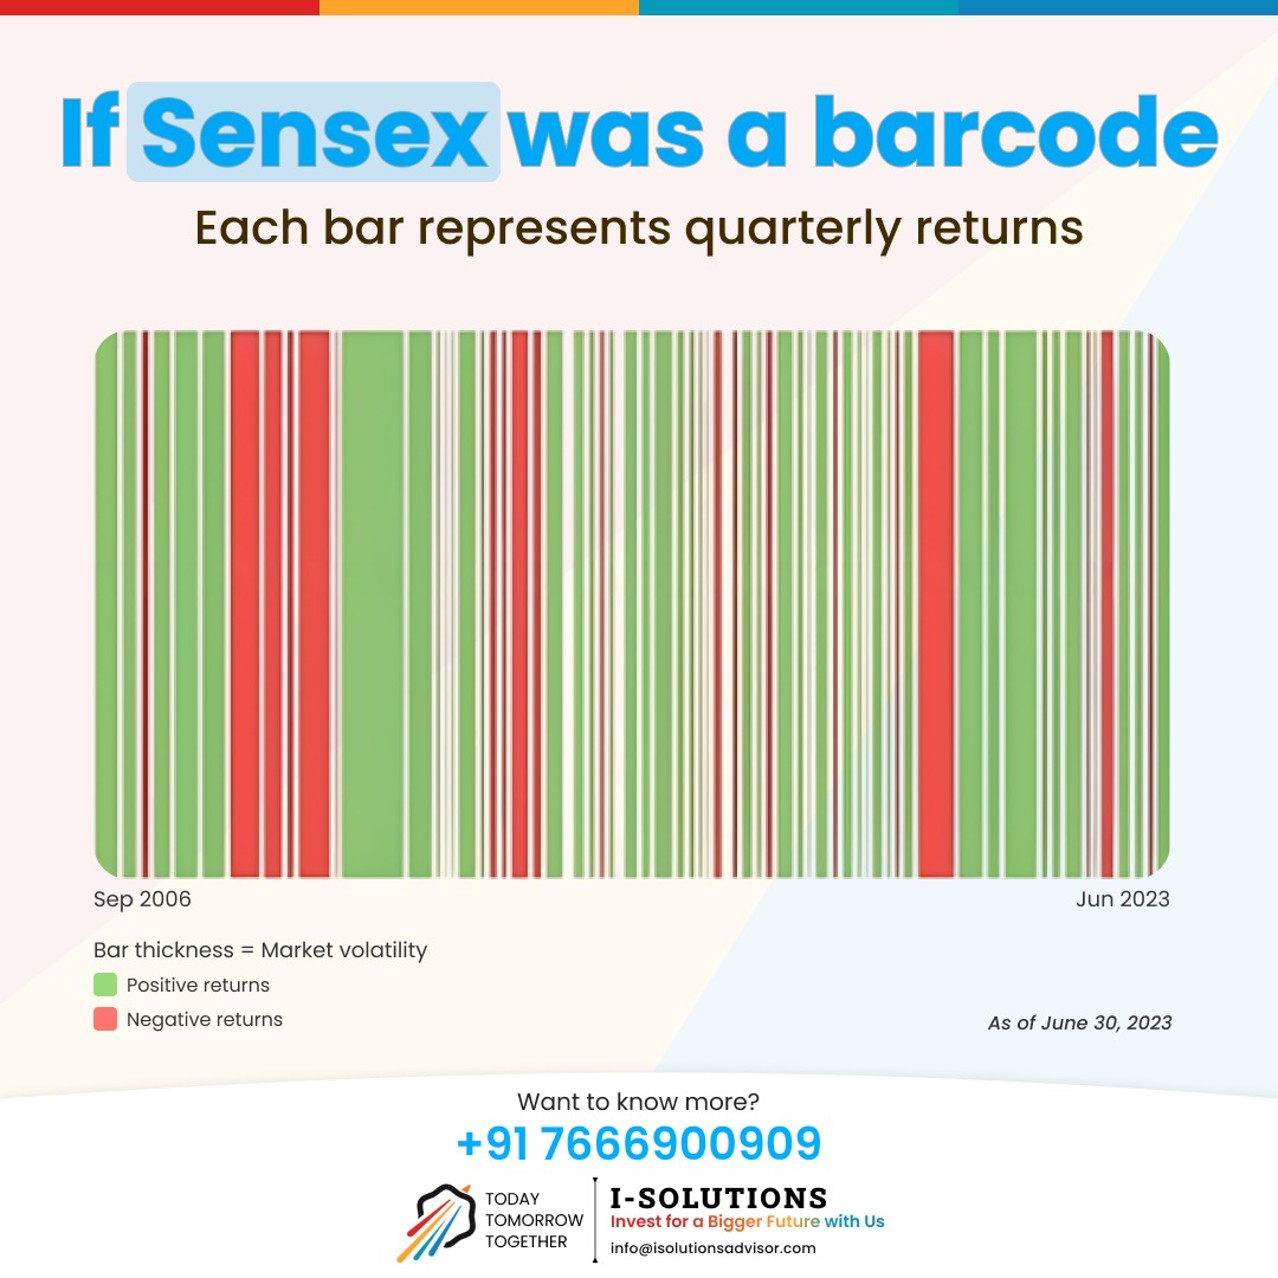 If Sensex was a barcode
Each bar represents quarterly returns
Sep 2006
Jun 2023
Bar thickness = Market volatility
Positive returns
Negative returns
As of June 30, 2023
Want to know more?
+91 7666900909
TODAY
TOMORROW
TOGETHER
I-SOLUTIONS
Invest for a Bigger Future with Us
info@isolutionsadvisor.com